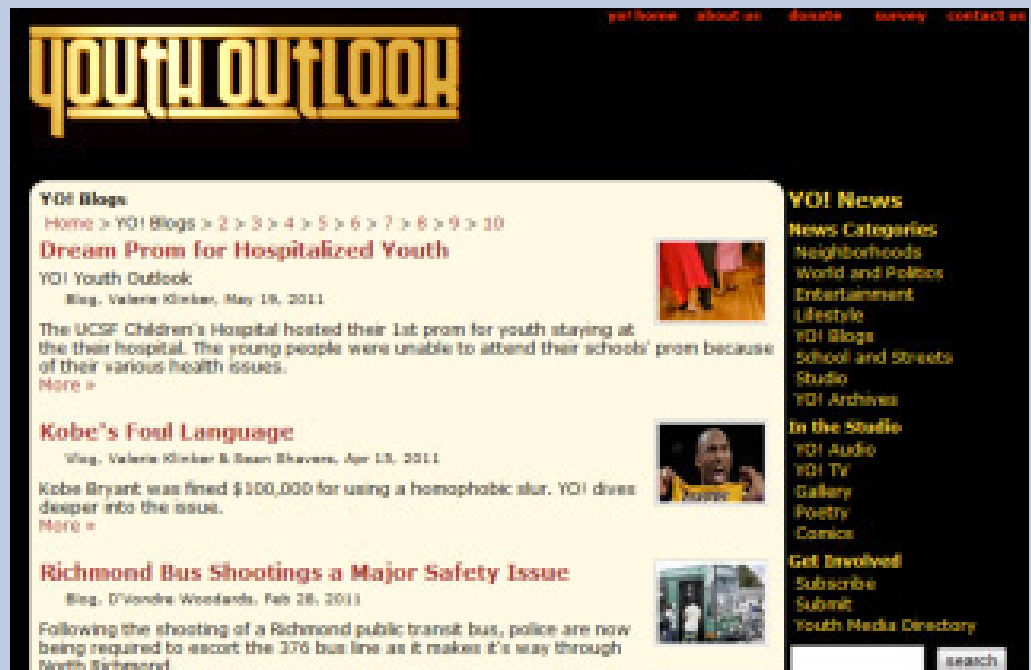 yo! home about us donate survey contact us
YOUTH OUTLOOK
YO! Blogs
Home > YO! Blogs > 2 > 3 > 4 > 5 > 6 > 7 > 8 > 9 > 10
Dream Prom for Hospitalized Youth
YO! Youth Outlook
Blog, Valerie Klinker, May 19, 2011
The UCSF Children's Hospital hosted their 1st prom for youth staying at
the their hospital. The young people were unable to attend their schools' prom because
of their various health issues.
More »
Kobe's Foul Language
Vlog, Valerie Klinker & Sean Shavers, Apr 15, 2011
Kobe Bryant was fined $100,000 for using a homophobic slur. YO! dives
deeper into the issue.
More »
Richmond Bus Shootings a Major Safety Issue
Blog, D'Vondre Woodards, Feb 28, 2011
Following the shooting of a Richmond public transit bus, police are now
being required to escort the 376 bus line as it makes it's way through
North Richmond.
YO! News
News Categories
Neighborhoods
World and Politics
Entertainment
Lifestyle
YO! Blogs
School and Streets
Studio
YO! Archives
In the Studio
YO! Audio
YO! TV
Gallery
Poetry
Comics
Get Involved
Subscribe
Submit
Youth Media Directory
search